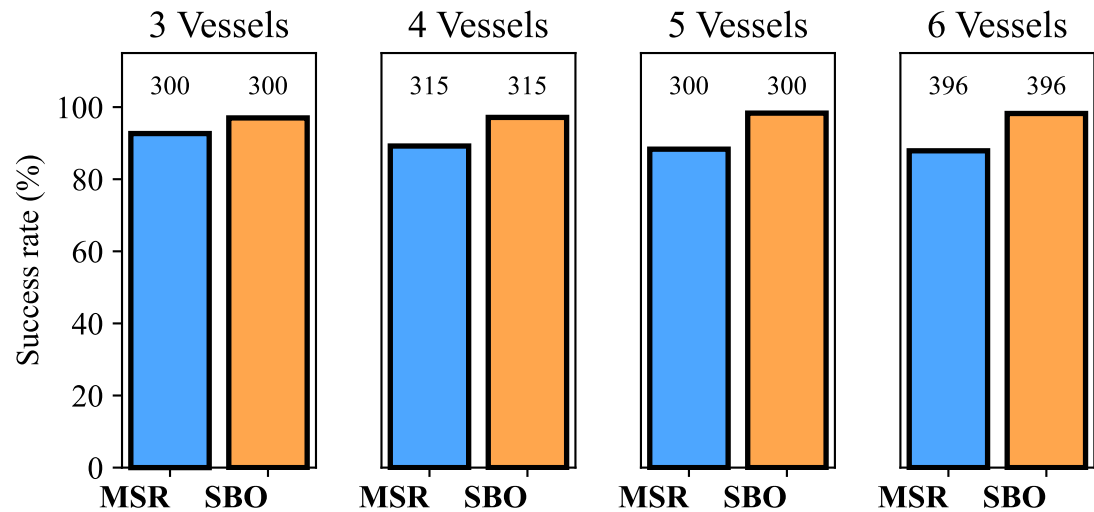 3 Vessels 4 Vessels 5 Vessels 6 Vessels
300 300 315 315 300 300 396 396
Success rate (%)
100
80
60
40
20
0
MSR SBO MSR SBO MSR SBO MSR SBO